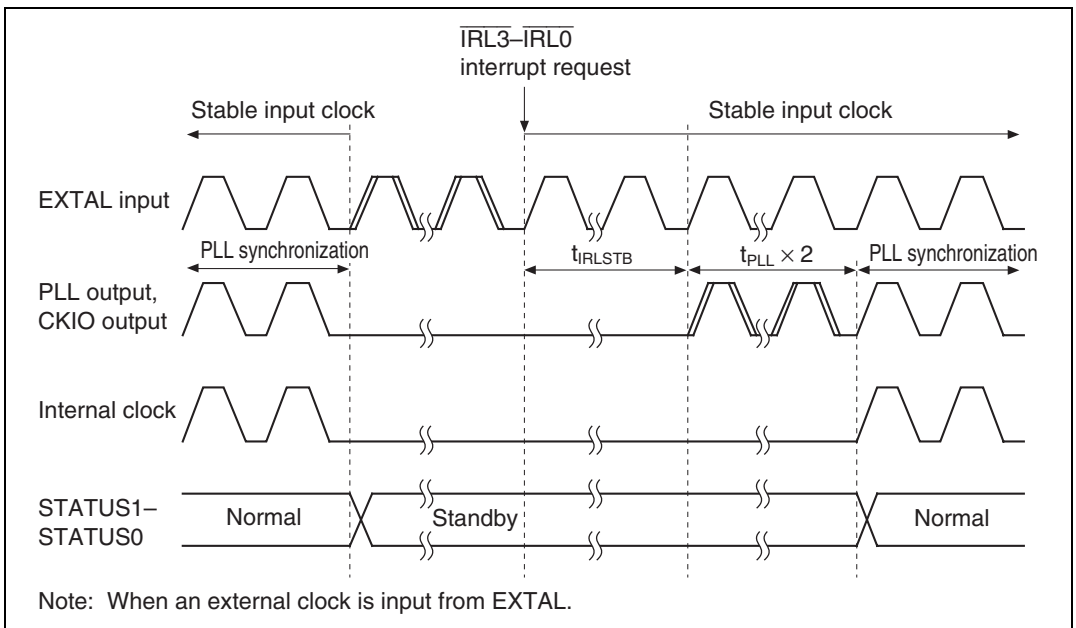 IRL3–IRL0
interrupt request
Stable input clock
Stable input clock
EXTAL input
PLL synchronization
tIRLSTB
tPLL × 2
PLL synchronization
PLL output,
CKIO output
Internal clock
STATUS1–
STATUS0
Normal
Standby
Normal
Note: When an external clock is input from EXTAL.